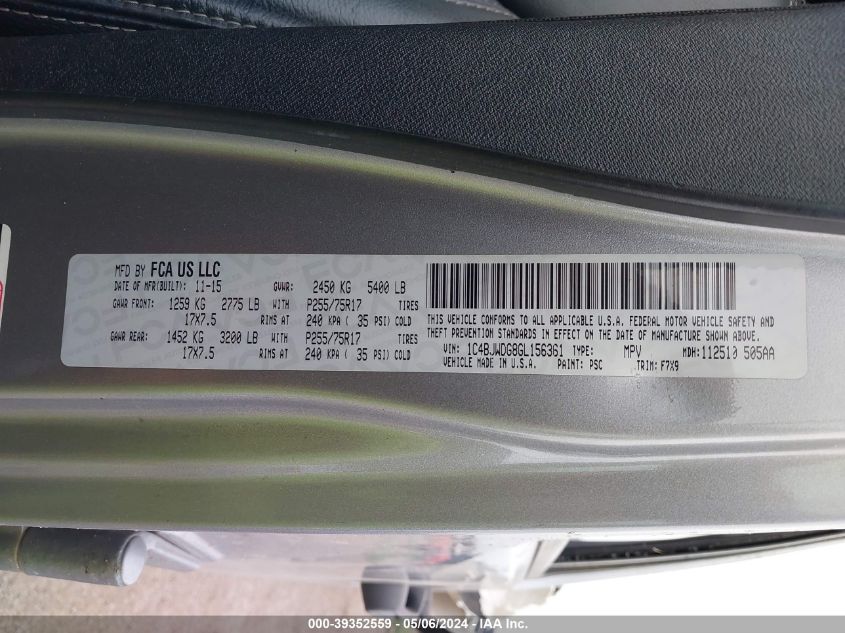 MFD BY FCA US LLC
DATE OF MFR(BUILT): 11-15 GVWR: 2450 KG 5400 LB
GAWR FRONT: 1259 KG 2775 LB WITH P255/75R17 TIRES
17X7.5 RIMS AT 240 KPA ( 35 PSI) COLD
GAWR REAR: 1452 KG 3200 LB WITH P255/75R17 TIRES
17X7.5 RIMS AT 240 KPA ( 35 PSI) COLD
THIS VEHICLE CONFORMS TO ALL APPLICABLE U.S.A. FEDERAL MOTOR VEHICLE SAFETY AND
THEFT PREVENTION STANDARDS IN EFFECT ON THE DATE OF MANUFACTURE SHOWN ABOVE.
VIN: 1C4BJWDG8GL156361 TYPE: MPV MDH: 112510 505AA
VEHICLE MADE IN U.S.A. PAINT: PSC TRIM: F7X9
000-39352559 - 05/06/2024 - IAA Inc.